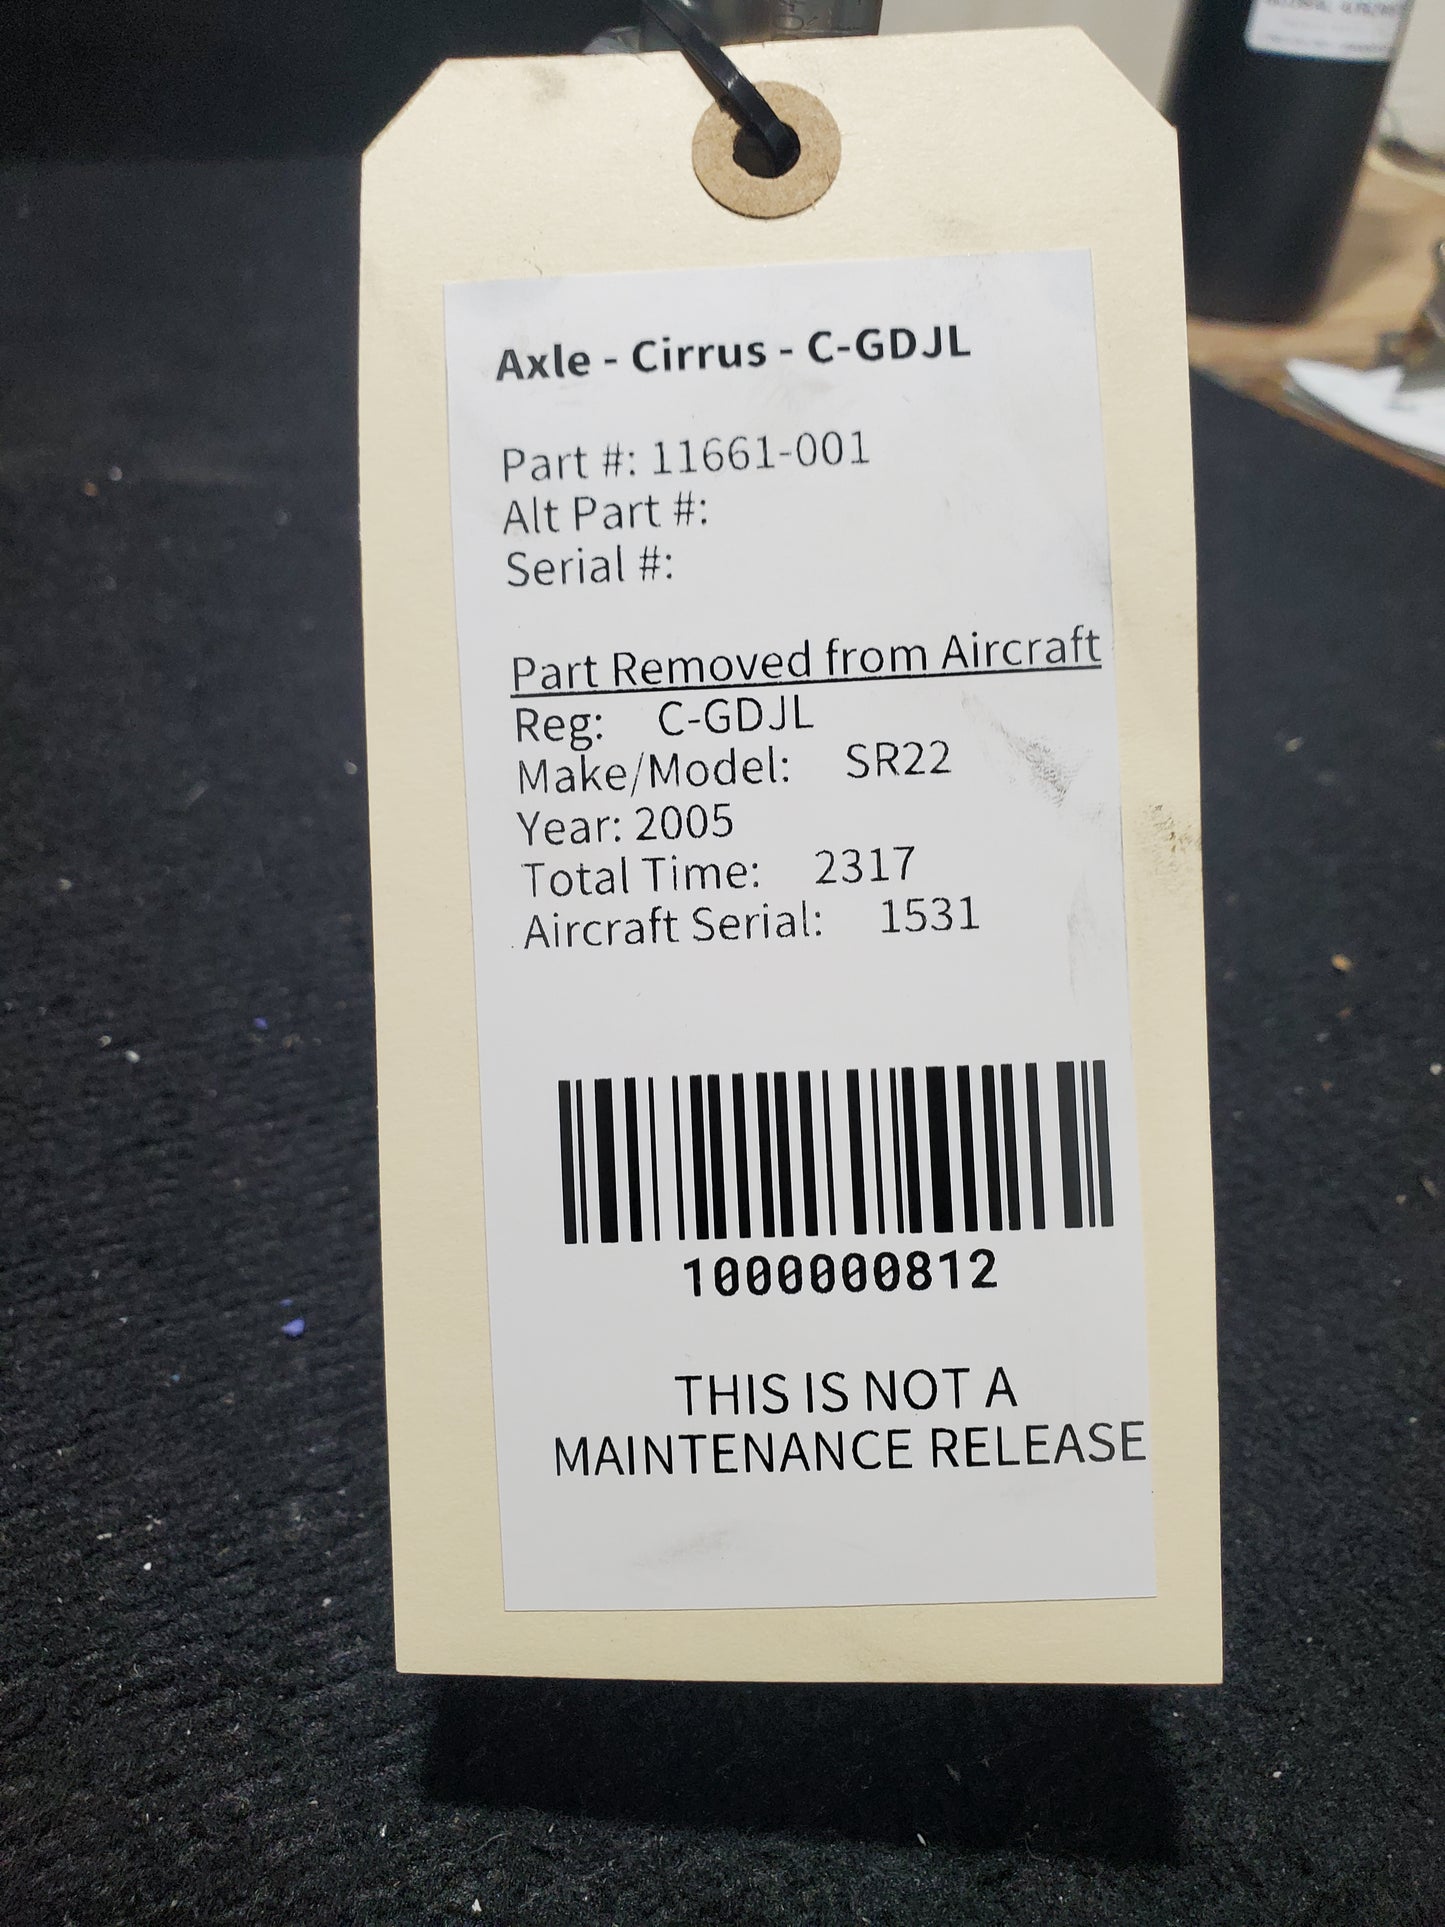 Axle - Cirrus - C-GDJL
Part #: 11661-001
Alt Part #:
Serial #:
Part Removed from Aircraft
Reg: C-GDJL
Make/Model: SR22
Year: 2005
Total Time: 2317
Aircraft Serial: 1531
1000000812
THIS IS NOT A
MAINTENANCE RELEASE